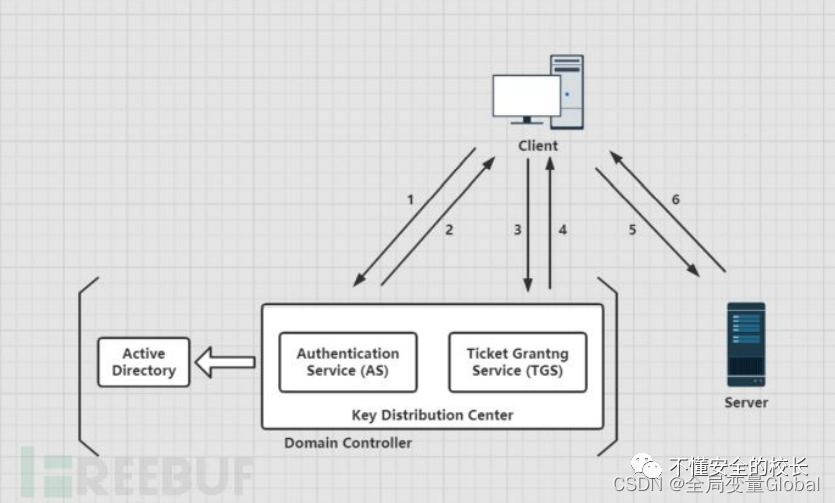 Client
1
2
3
4
5
6
Active
Directory
Authentication
Service (AS)
Ticket Grantng
Service (TGS)
Key Distribution Center
Domain Controller
Server
FREEBUF
不懂安全的校长
CSDN @全局变量Global